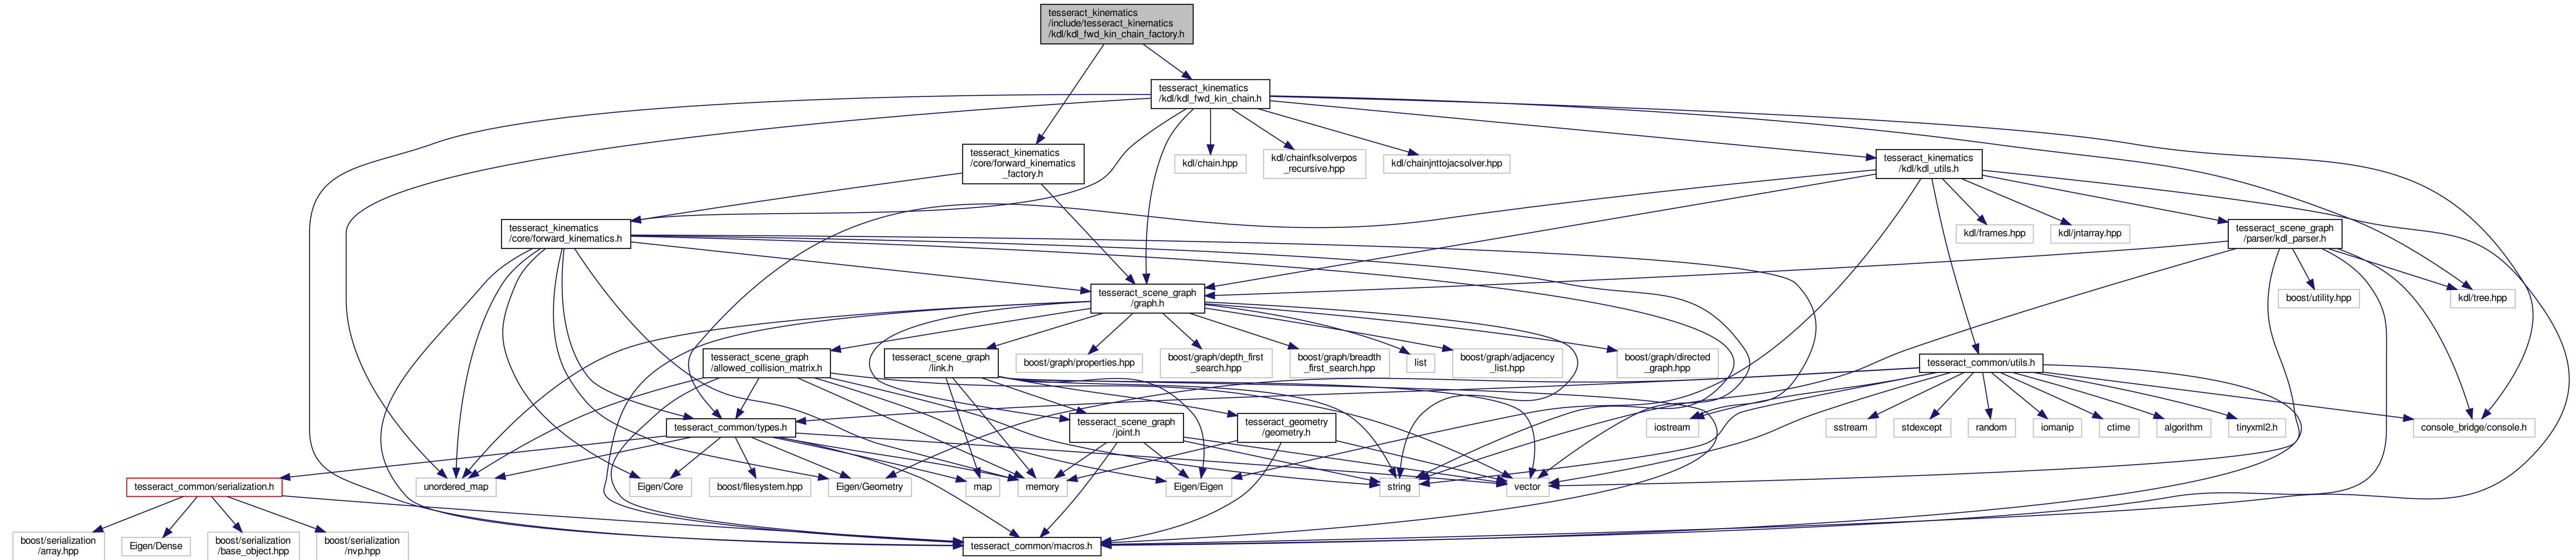 tesseract_kinematics
/include/tesseract_kinematics
/kdl/kdl_fwd_kin_chain_factory.h
tesseract_kinematics
/kdl/kdl_fwd_kin_chain.h
tesseract_kinematics
/core/forward_kinematics
_factory.h
kdl/chain.hpp
kdl/chainfksolverpos
_recursive.hpp
kdl/chainjnttojacsolver.hpp
tesseract_kinematics
/kdl/kdl_utils.h
tesseract_kinematics
/core/forward_kinematics.h
kdl/frames.hpp
kdl/jntarray.hpp
tesseract_scene_graph
/parser/kdl_parser.h
tesseract_scene_graph
/graph.h
boost/utility.hpp
kdl/tree.hpp
tesseract_scene_graph
/allowed_collision_matrix.h
tesseract_scene_graph
/link.h
boost/graph/properties.hpp
boost/graph/depth_first
_search.hpp
boost/graph/breadth
_first_search.hpp
list
boost/graph/adjacency
_list.hpp
boost/graph/directed
_graph.hpp
tesseract_common/utils.h
tesseract_common/types.h
tesseract_scene_graph
/joint.h
tesseract_geometry
/geometry.h
iostream
sstream
stdexcept
random
iomanip
ctime
algorithm
tinyxml2.h
console_bridge/console.h
tesseract_common/serialization.h
unordered_map
Eigen/Core
boost/filesystem.hpp
Eigen/Geometry
map
memory
Eigen/Eigen
string
vector
boost/serialization
/array.hpp
Eigen/Dense
boost/serialization
/base_object.hpp
boost/serialization
/nvp.hpp
tesseract_common/macros.h